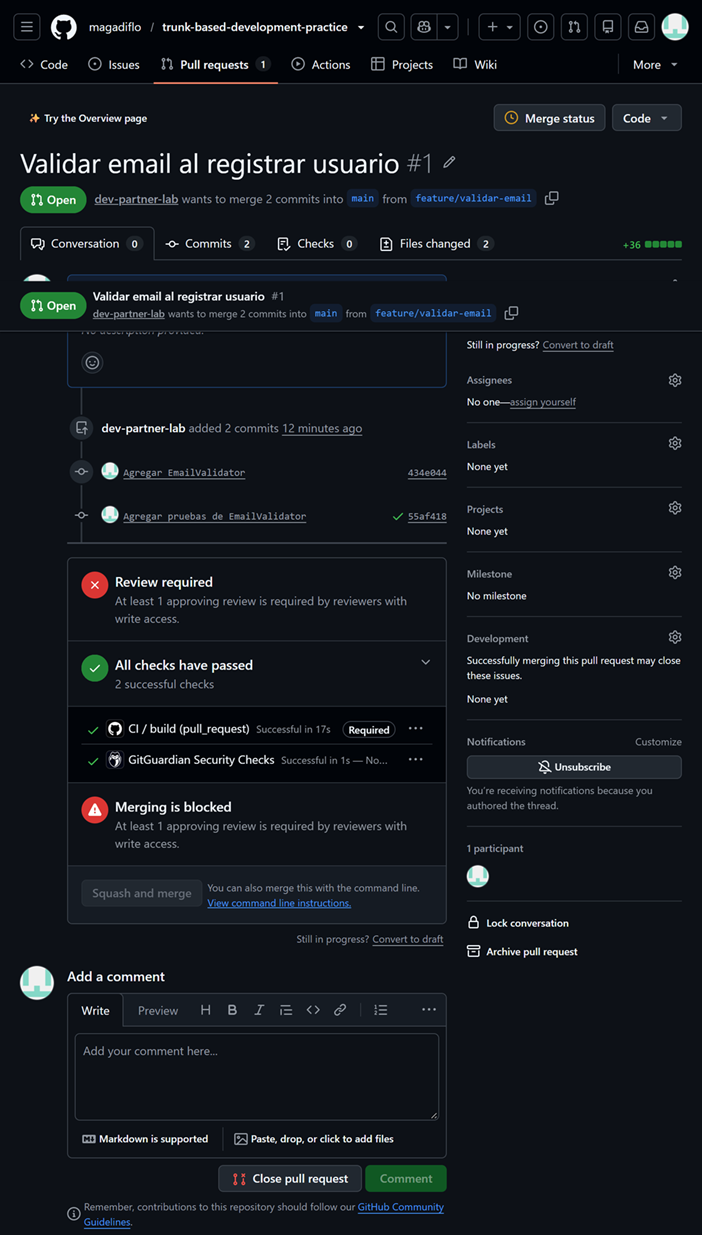 magadiflo / trunk-based-development-practice
Code Issues Pull requests 1 Actions Projects Wiki More
Try the Overview page
Merge status Code
Validar email al registrar usuario #1
Open dev-partner-lab wants to merge 2 commits into main from feature/validar-email
Conversation 0 Commits 2 Checks 0 Files changed 2 +36
Open
Validar email al registrar usuario #1
dev-partner-lab wants to merge 2 commits into main from feature/validar-email
No description provided.
Still in progress? Convert to draft
dev-partner-lab added 2 commits 12 minutes ago
Agregar EmailValidator 434e044
Agregar pruebas de EmailValidator 55af418
Review required
At least 1 approving review is required by reviewers with
write access.
All checks have passed
2 successful checks
CI / build (pull_request) Successful in 17s Required
GitGuardian Security Checks Successful in 1s — No...
Merging is blocked
At least 1 approving review is required by reviewers with
write access.
Squash and merge
You can also merge this with the command line.
View command line instructions.
Still in progress? Convert to draft
Assignees
No one—assign yourself
Labels
None yet
Projects
None yet
Milestone
No milestone
Development
Successfully merging this pull request may close
these issues.
None yet
Notifications Customize
Unsubscribe
You're receiving notifications because you
authored the thread.
1 participant
Lock conversation
Archive pull request
Add a comment
Write Preview
Add your comment here...
Markdown is supported
Paste, drop, or click to add files
Close pull request Comment
Remember, contributions to this repository should follow our GitHub Community
Guidelines.